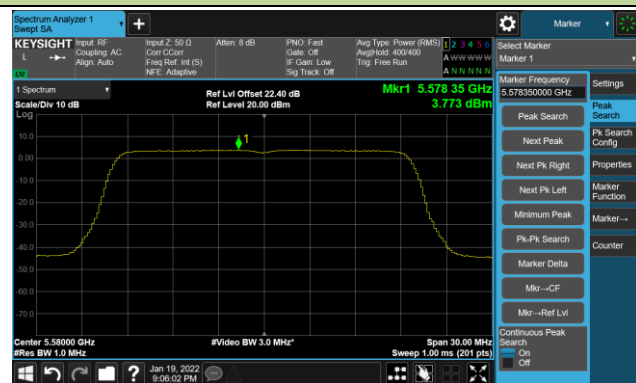 Spectrum Analyzer 1
Swept SA
Marker
KEYSIGHT
Input: RF
Coupling: AC
Align: Auto
Input Z: 50 Ω
Corr CCorr
Freq Ref: Int (S)
NFE: Adaptive
Atten: 8 dB
PNO: Fast
Gate: Off
IF Gain: Low
Sig Track: Off
Avg Type: Power (RMS)
Avg|Hold: 400/400
Trig: Free Run
1 2 3 4 5 6
A W W W W W
A N N N N N
L
LXI
Select Marker
Marker 1
1 Spectrum
Scale/Div 10 dB
Log
Ref Lvl Offset 22.40 dB
Ref Level 20.00 dBm
Mkr1 5.578 35 GHz
3.773 dBm
10.0
0.00
-10.0
-20.0
-30.0
-40.0
-50.0
-60.0
-70.0
1
Center 5.58000 GHz
#Res BW 1.0 MHz
#Video BW 3.0 MHz*
Span 30.00 MHz
Sweep 1.00 ms (201 pts)
Marker Frequency
5.578350000 GHz
Peak Search
Next Peak
Next Pk Right
Next Pk Left
Minimum Peak
Pk-Pk Search
Marker Delta
Mkr→CF
Mkr→Ref Lvl
Continuous Peak
Search
On
Off
Settings
Peak
Search
Pk Search
Config
Properties
Marker
Function
Marker→
Counter
Jan 19, 2022
9:06:02 PM